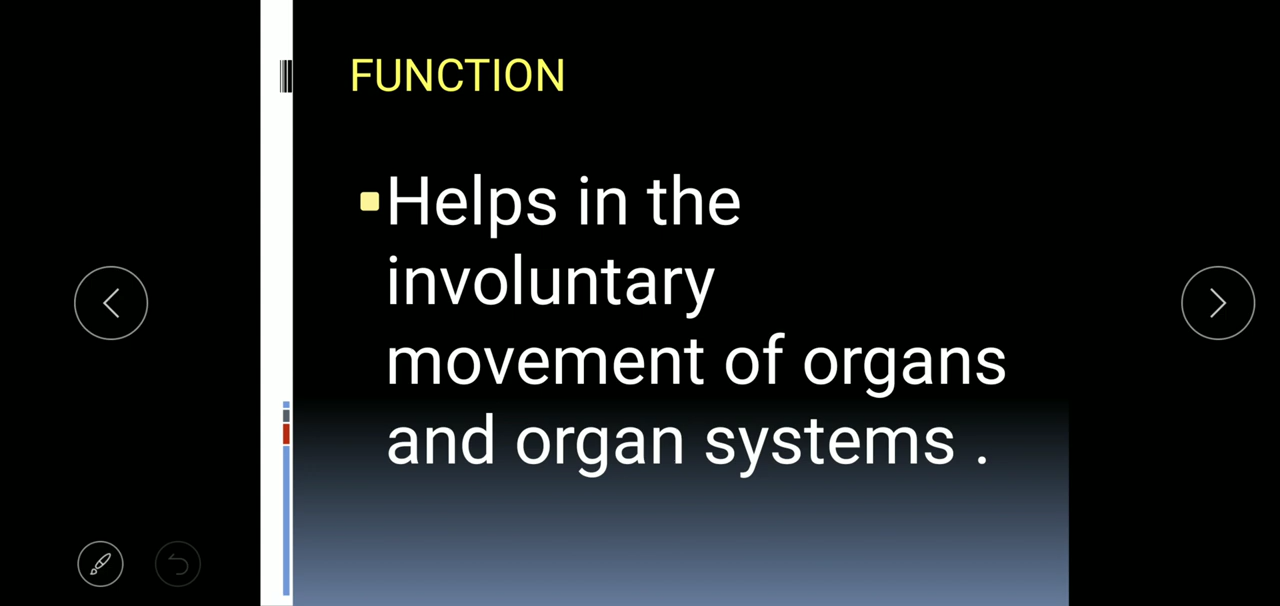 FUNCTION
Helps in the
involuntary
movement of organs
and organ systems .